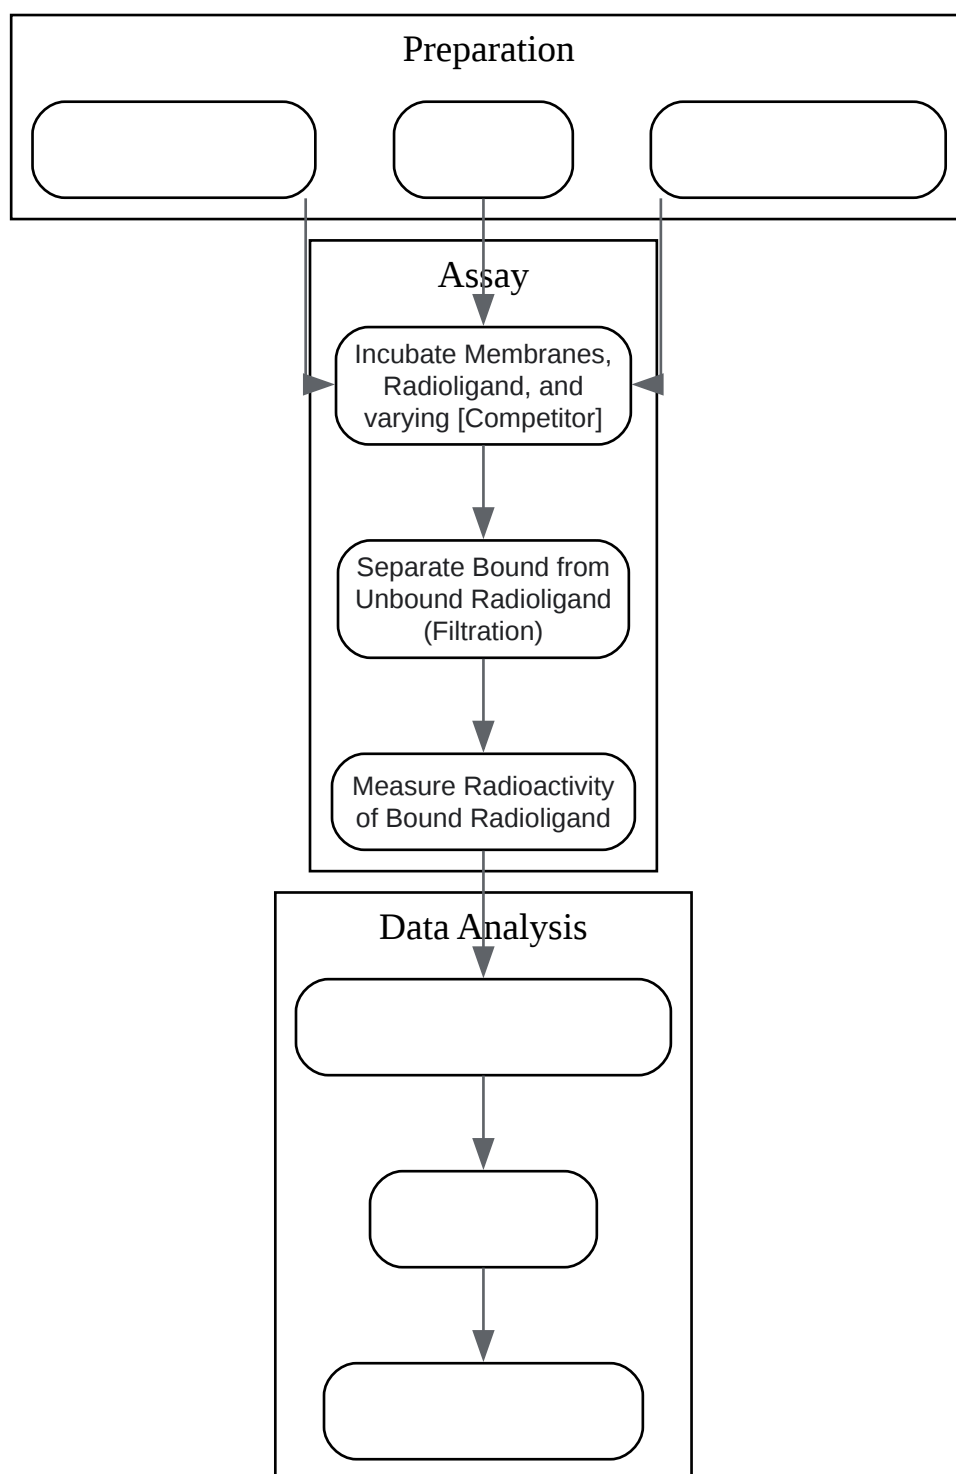 Preparation
Assay
Incubate Membranes,
Radioligand, and
varying [Competitor]
Separate Bound from
Unbound Radioligand
(Filtration)
Measure Radioactivity
of Bound Radioligand
Data Analysis